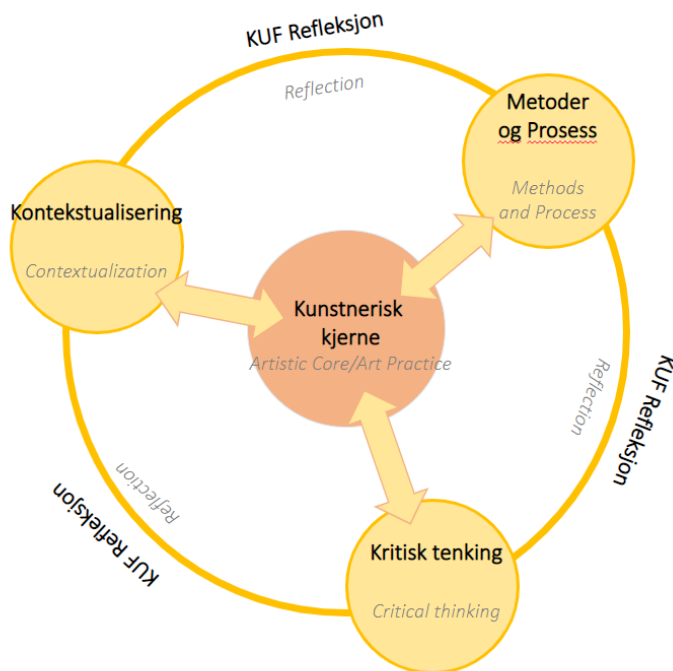 KUF Refleksjon
Reflection
Metoder
og Prosess
Methods
and Process
Kontekstualisering
Contextualization
Kunstnerisk
kjerne
Artistic Core/Art Practice
KUF Refleksjon
Reflection
KUF Refleksjon
Reflection
Kritisk tenking
Critical thinking